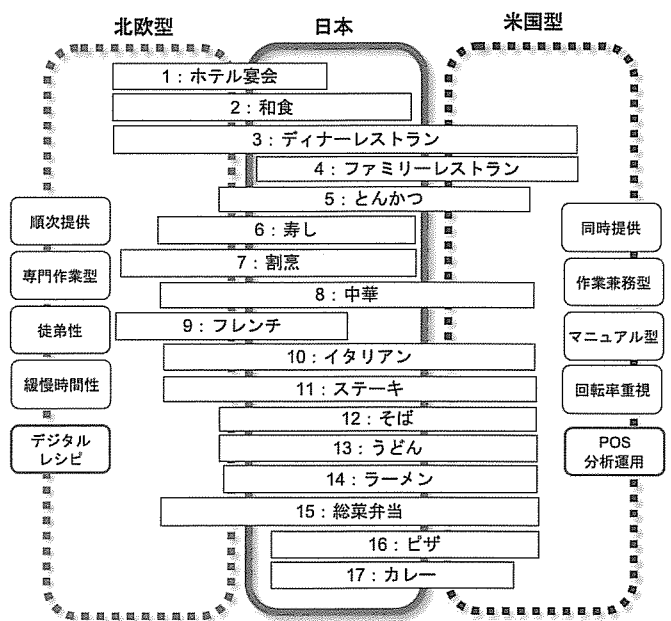 北欧型
日本
米国型
1：ホテル宴会
2：和食
3：ディナーレストラン
4：ファミリーレストラン
5：とんかつ
6：寿し
7：割烹
8：中華
9：フレンチ
10：イタリアン
11：ステーキ
12：そば
13：うどん
14：ラーメン
15：総菜弁当
16：ピザ
17：カレー
順次提供
専門作業型
徒弟性
緩慢時間性
デジタル
レシピ
同時提供
作業兼務型
マニュアル型
回転率重視
POS
分析運用